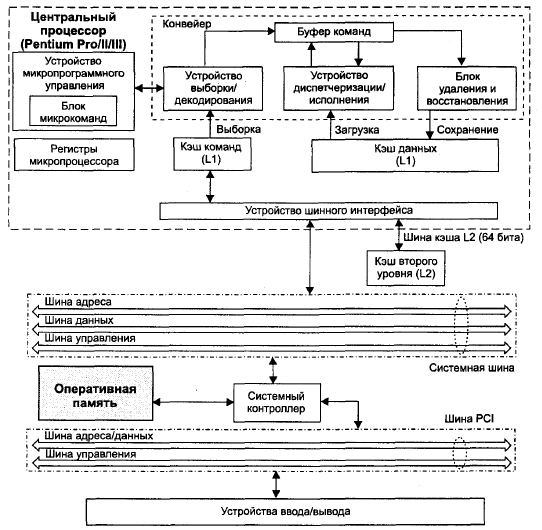 Центральный
процессор
(Pentium Pro/II/III)
Конвейер
Буфер команд
Устройство
микропрограммного
управления
Блок
микрокоманд
Устройство
выборки/
декодирования
Устройство
диспетчеризации/
исполнения
Блок
удаления и
восстановления
Выборка
Загрузка
Сохранение
Регистры
микропроцессора
Кэш команд
(L1)
Кэш данных
(L1)
Устройство шинного интерфейса
Шина кэша L2 (64 бита)
Кэш второго
уровня (L2)
Шина адреса
Шина данных
Шина управления
Системная шина
Оперативная
память
Системный
контроллер
Шина PCI
Шина адреса/данных
Шина управления
Устройства ввода/вывода